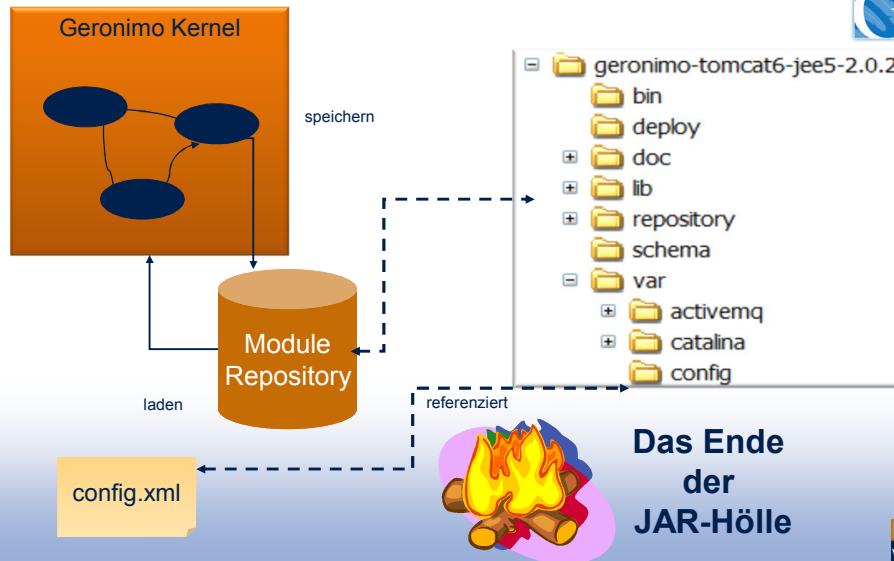 Geronimo Kernel
speichern
geronimo-tomcat6-jee5-2.0.2
bin
deploy
doc
lib
repository
schema
var
activemq
catalina
config
Module
Repository
laden
referenziert
config.xml
Das Ende
der
JAR-Hölle